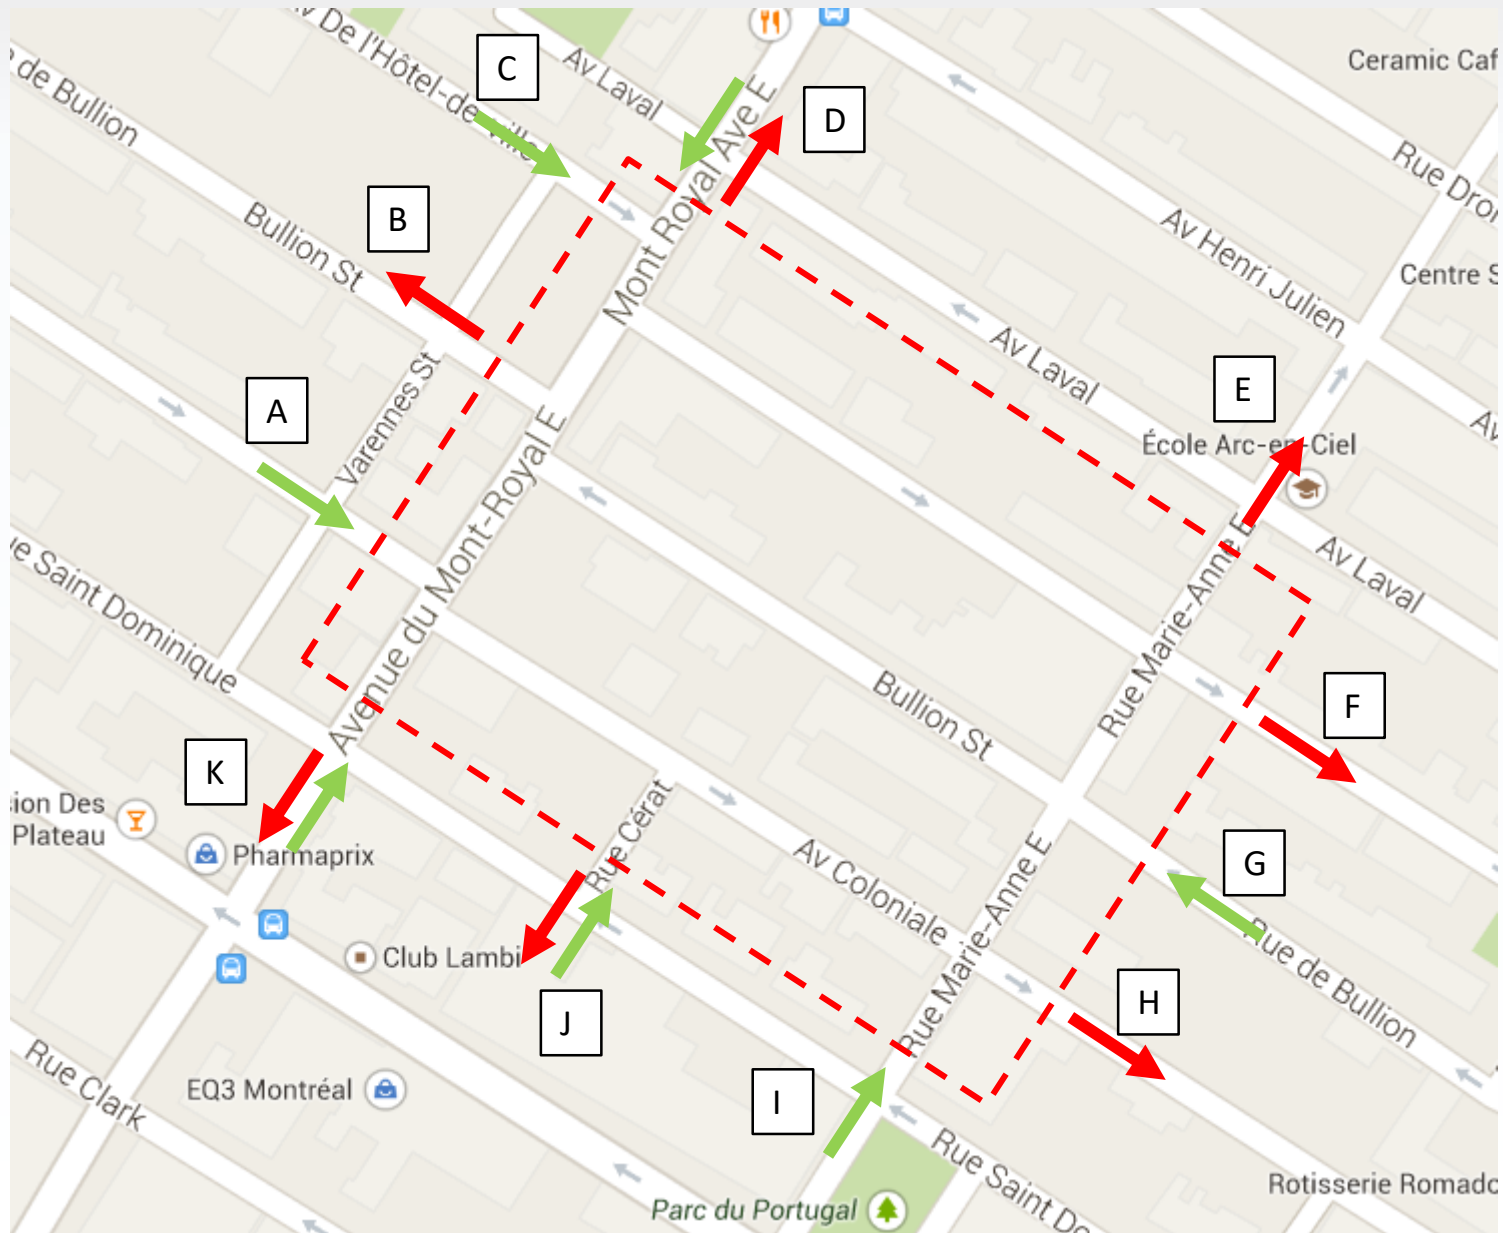 Av De l'Hôtel-de-Ville
C
Av Laval
Mont Royal Ave E
D
Ceramic Caf
de Bullion
Rue Dro
B
Bullion St
Av Henri Julien
Centre S
A
Varennes St
Av Laval
E
École Arc-en-Ciel
Av
Avenue du Mont-Royal E
Rue Marie-Anne E
Av Laval
ue Saint Dominique
Bullion St
F
K
sion Des
Plateau
Pharmaprix
Rue Cérat
Av Coloniale
Rue Marie-Anne E
G
Rue de Bullion
Club Lambi
J
H
Rue Clark
EQ3 Montréal
I
Rue Saint Do
Parc du Portugal
Rotisserie Romado